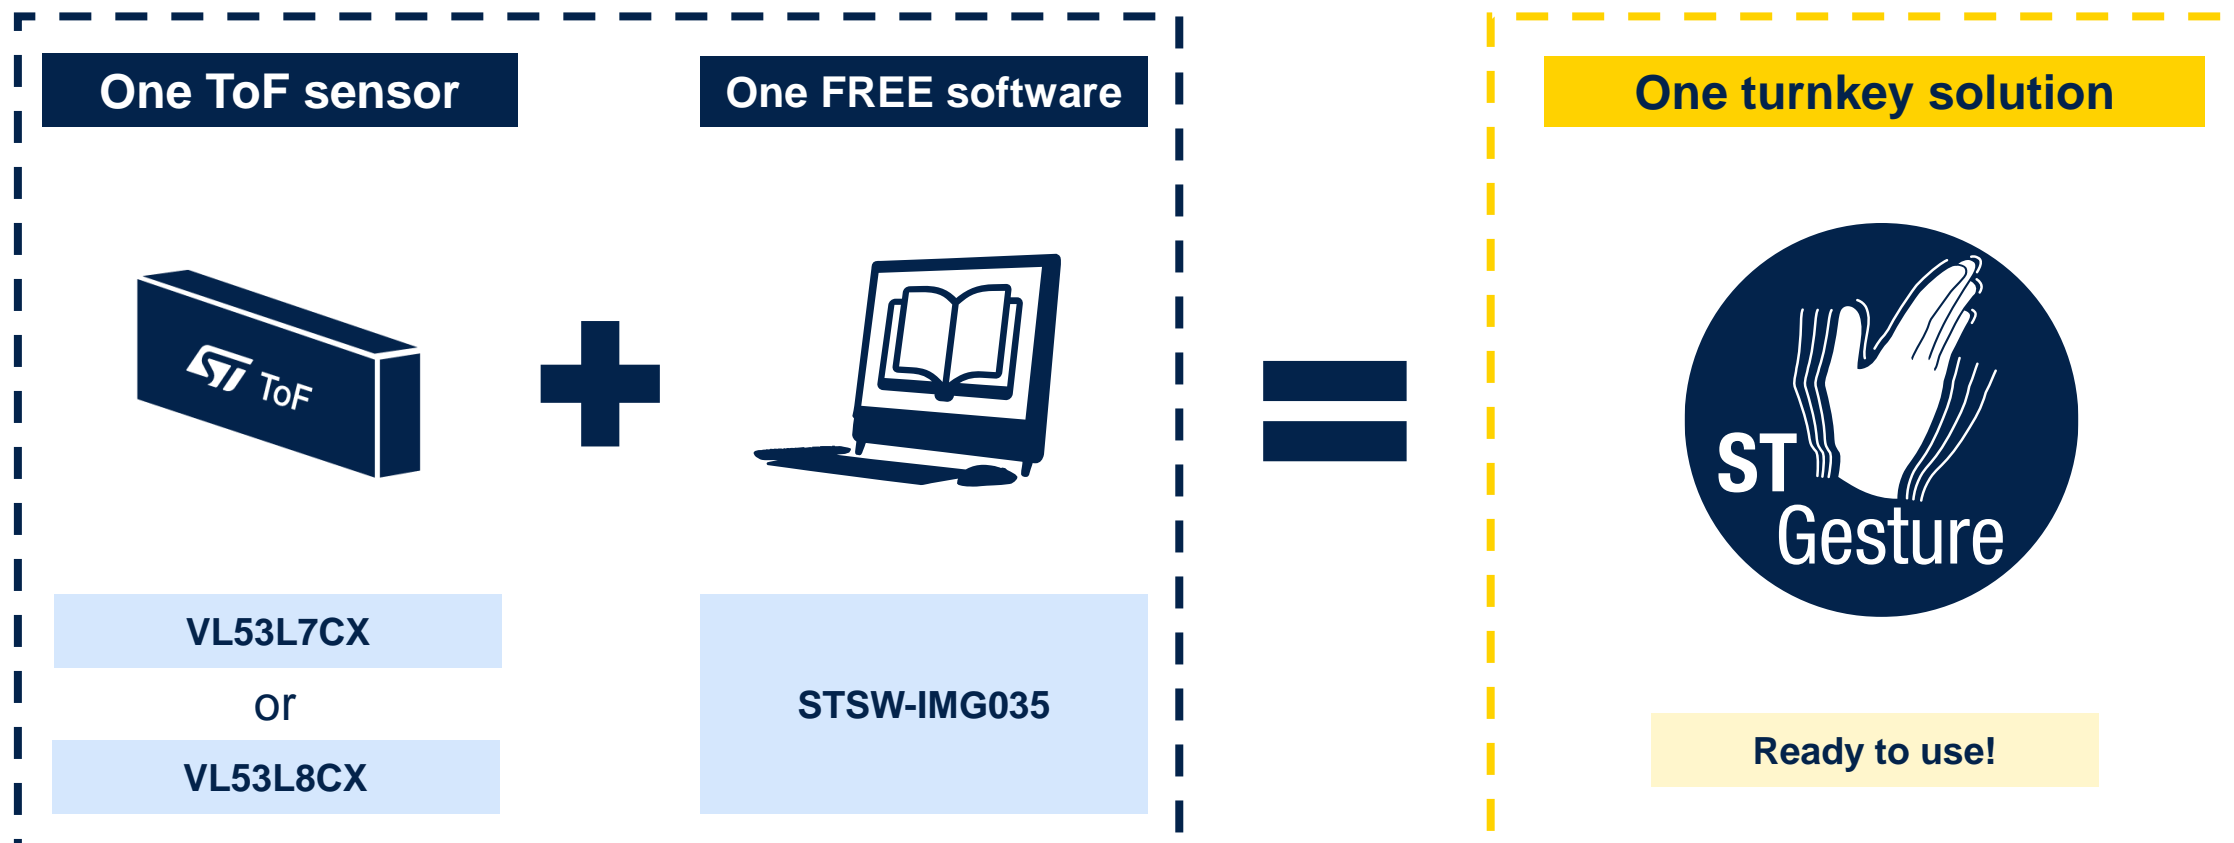 One ToF sensor
One FREE software
One turnkey solution
ST ToF
ST
Gesture
VL53L7CX
or
VL53L8CX
STSW-IMG035
Ready to use!